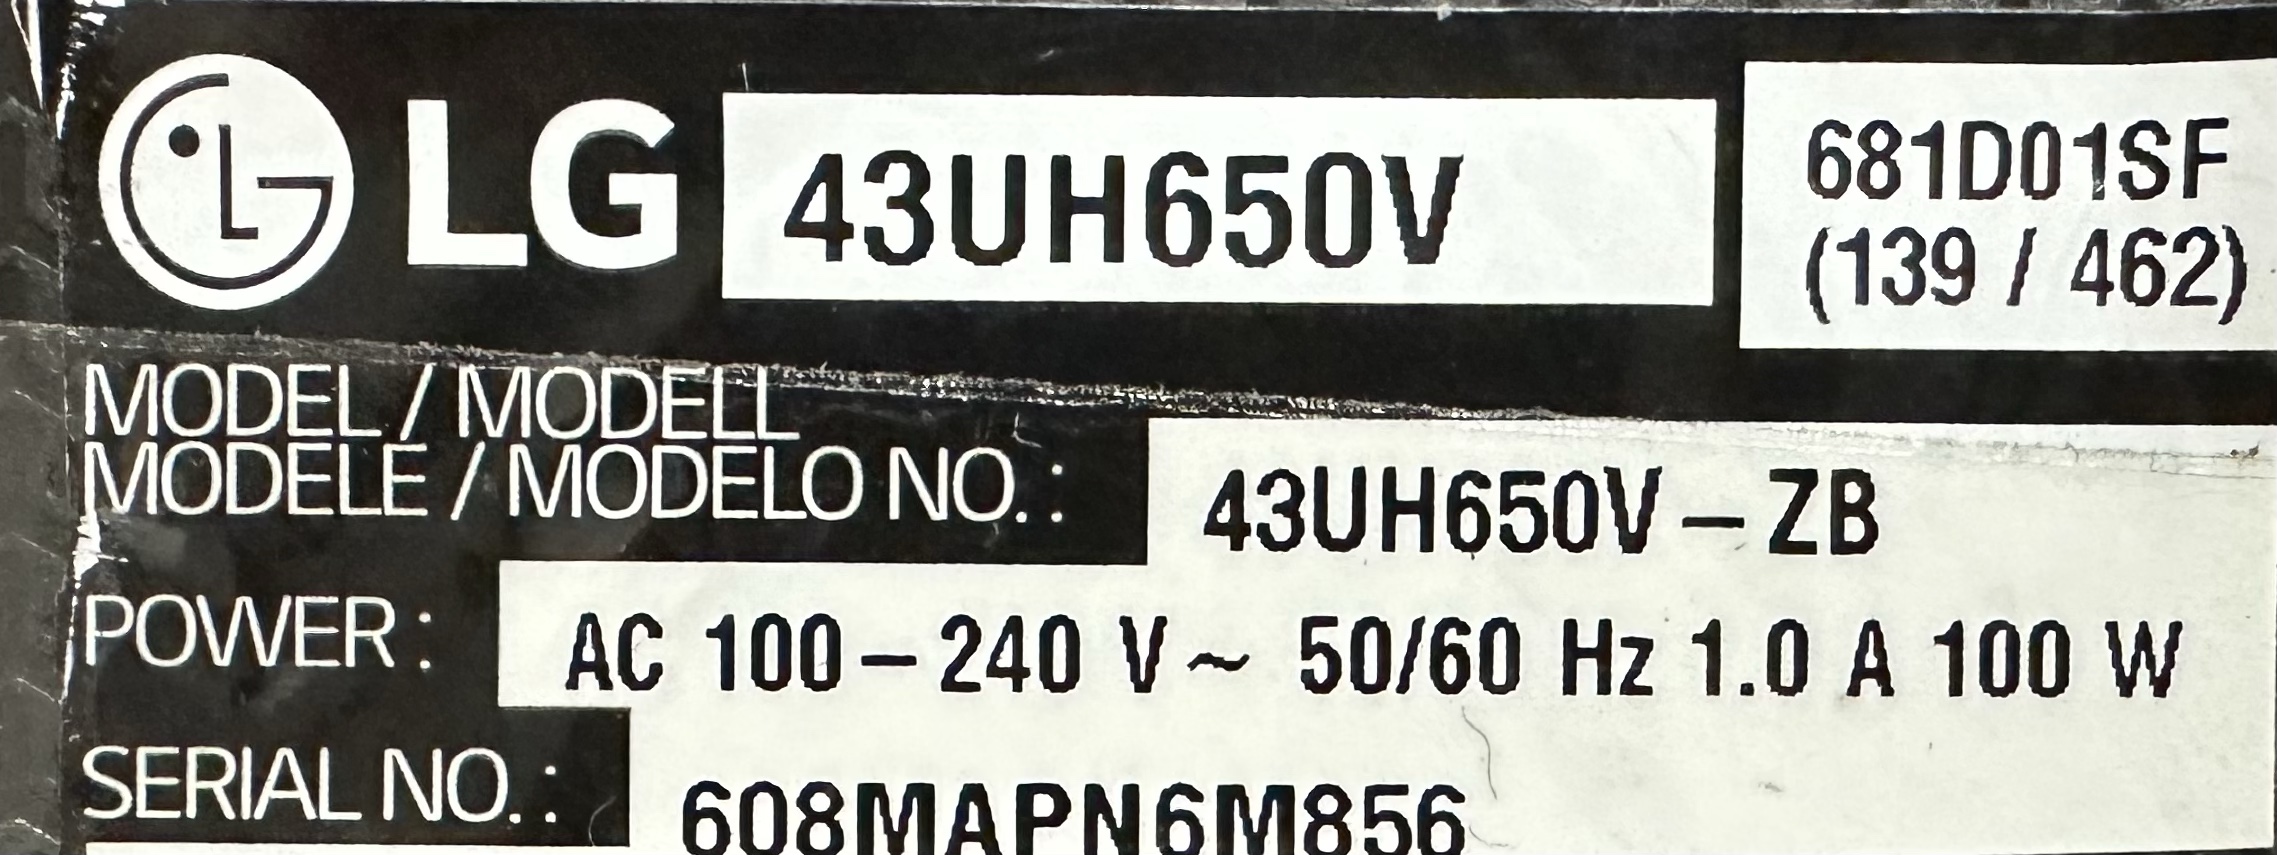 LG 43UH650V 681D01SF
(139 / 462)
MODEL / MODELL
MODELE / MODELO NO. : 43UH650V – ZB
POWER : AC 100 – 240 V ~ 50/60 Hz 1.0 A 100 W
SERIAL NO. : 608MAPN6M856